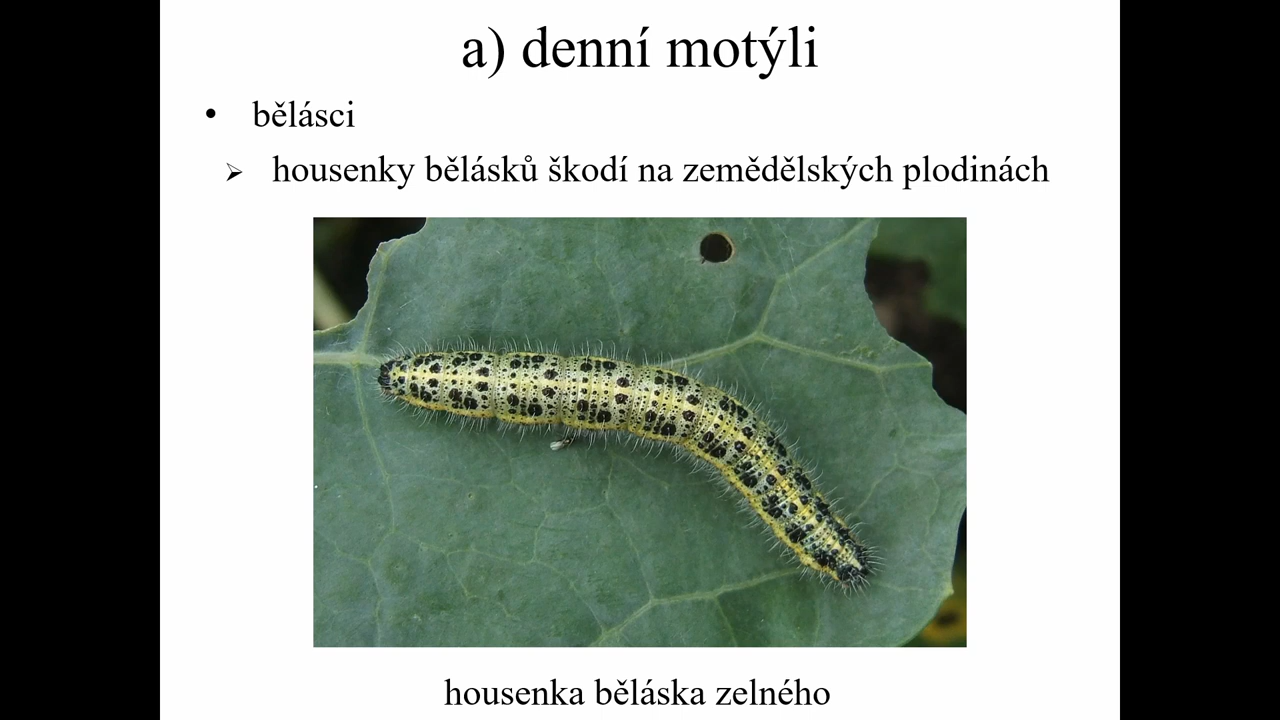 a) denní motýli
• bělásci
➢ housenky bělásků škodí na zemědělských plodinách
housenka běláska zelného